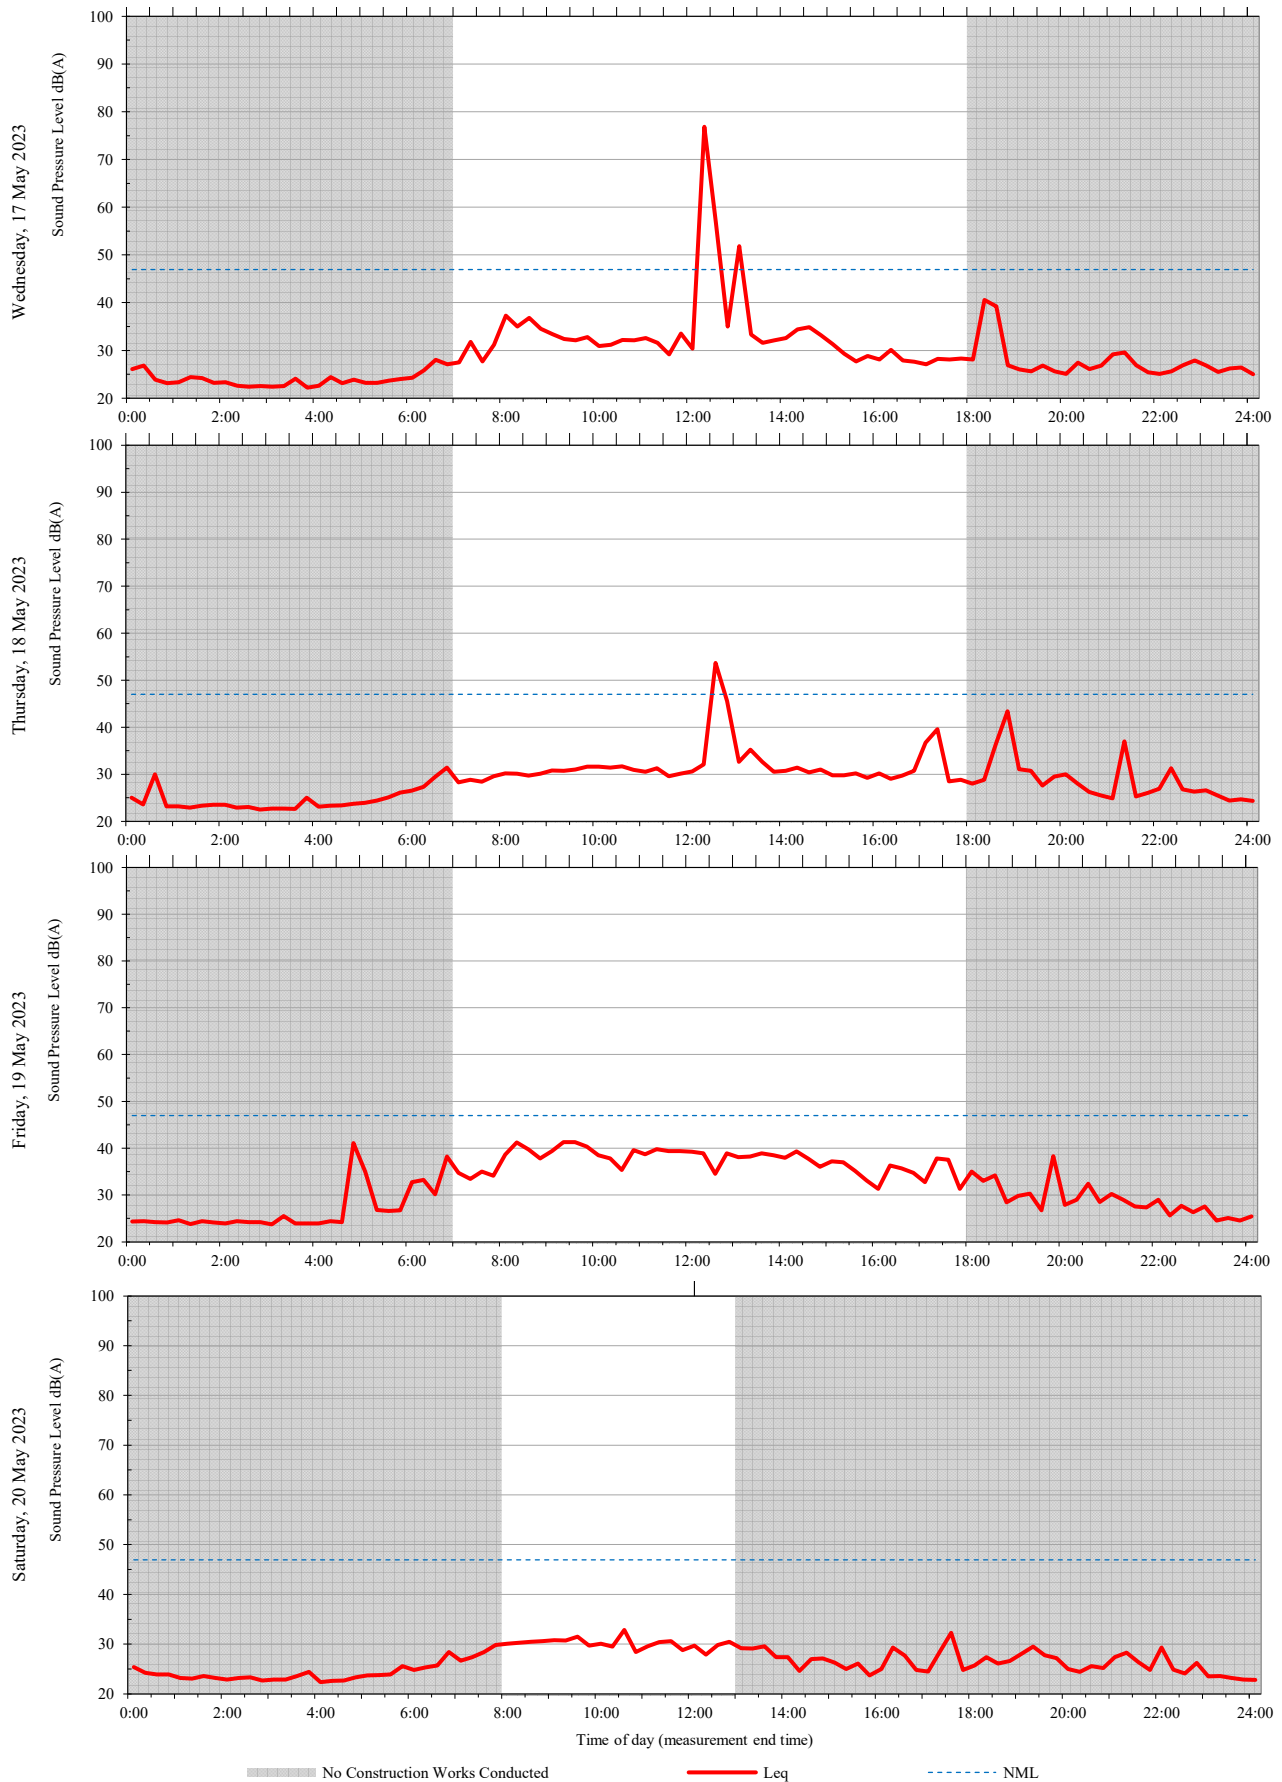 Wednesday, 17 May 2023
Sound Pressure Level dB(A)
100
90
80
70
60
50
40
30
20
0:00 2:00 4:00 6:00 8:00 10:00 12:00 14:00 16:00 18:00 20:00 22:00 24:00
Thursday, 18 May 2023
Sound Pressure Level dB(A)
100
90
80
70
60
50
40
30
20
0:00 2:00 4:00 6:00 8:00 10:00 12:00 14:00 16:00 18:00 20:00 22:00 24:00
Friday, 19 May 2023
Sound Pressure Level dB(A)
100
90
80
70
60
50
40
30
20
0:00 2:00 4:00 6:00 8:00 10:00 12:00 14:00 16:00 18:00 20:00 22:00 24:00
Saturday, 20 May 2023
Sound Pressure Level dB(A)
100
90
80
70
60
50
40
30
20
0:00 2:00 4:00 6:00 8:00 10:00 12:00 14:00 16:00 18:00 20:00 22:00 24:00
Time of day (measurement end time)
No Construction Works Conducted Leq NML